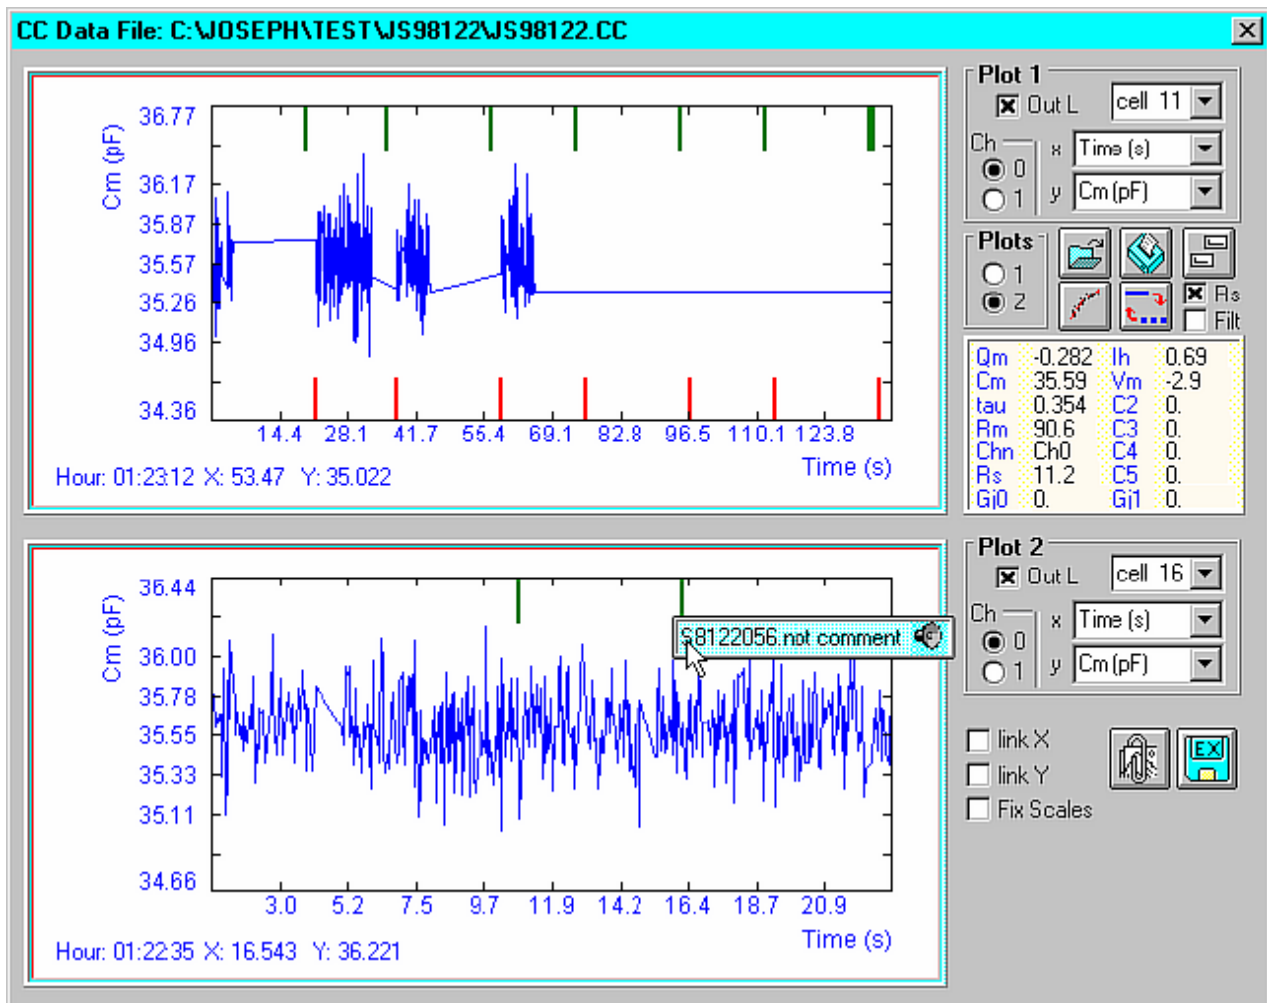 CC Data File: C:\JOSEPH\TEST\JS98122\JS98122.CC
Cm (pF)
36.77
36.17
35.87
35.57
35.26
34.96
34.36
14.4 28.1 41.7 55.4 69.1 82.8 96.5 110.1 123.8
Time (s)
Hour: 01:23:12 X: 53.47 Y: 35.022
Plot 1
Out L
cell 11
Ch
0
1
x Time (s)
y Cm (pF)
Plots
1
2
Rs
Filt
Qm -0.282 Ih 0.69
Cm 35.59 Vm -2.9
tau 0.354 C2 0.
Rm 90.6 C3 0.
Chn Ch0 C4 0.
Rs 11.2 C5 0.
Gj0 0. Gj1 0.
Cm (pF)
36.44
36.00
35.78
35.55
35.33
35.11
34.66
S8122056.not comment
3.0 5.2 7.5 9.7 11.9 14.2 16.4 18.7 20.9
Time (s)
Hour: 01:22:35 X: 16.543 Y: 36.221
Plot 2
Out L
cell 16
Ch
0
1
x Time (s)
y Cm (pF)
link X
link Y
Fix Scales
EX